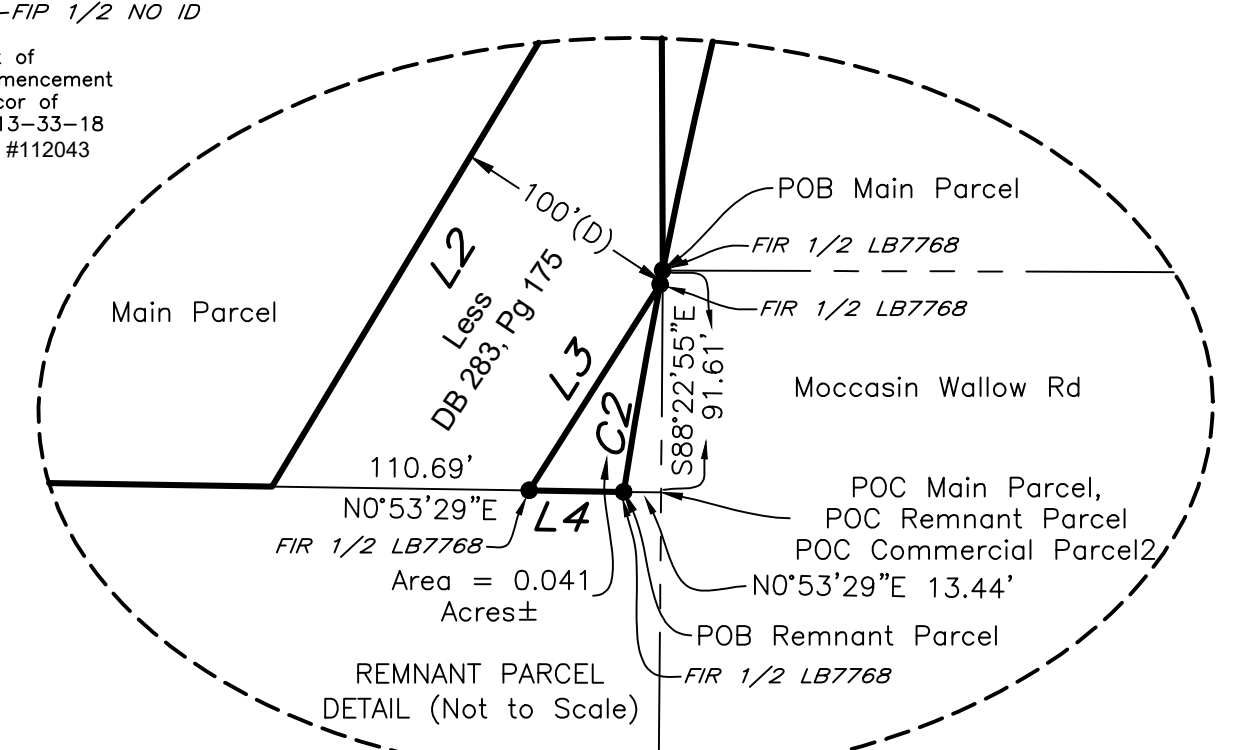 FIP 1/2 NO ID
of
cor of
13-33-18
#112043
POB Main Parcel
100'(D)
FIR 1/2 LB7768
L2
Less
DB 283, Pg 175
Main Parcel
FIR 1/2 LB7768
S88°22'55"E
91.61'
L3
Moccasin Wallow Rd
C2
110.69'
N0°53'29"E
L4
POC Main Parcel,
POC Remnant Parcel
POC Commercial Parcel2
FIR 1/2 LB7768
Area = 0.041
Acres±
N0°53'29"E 13.44'
POB Remnant Parcel
FIR 1/2 LB7768
REMNANT PARCEL
DETAIL (Not to Scale)